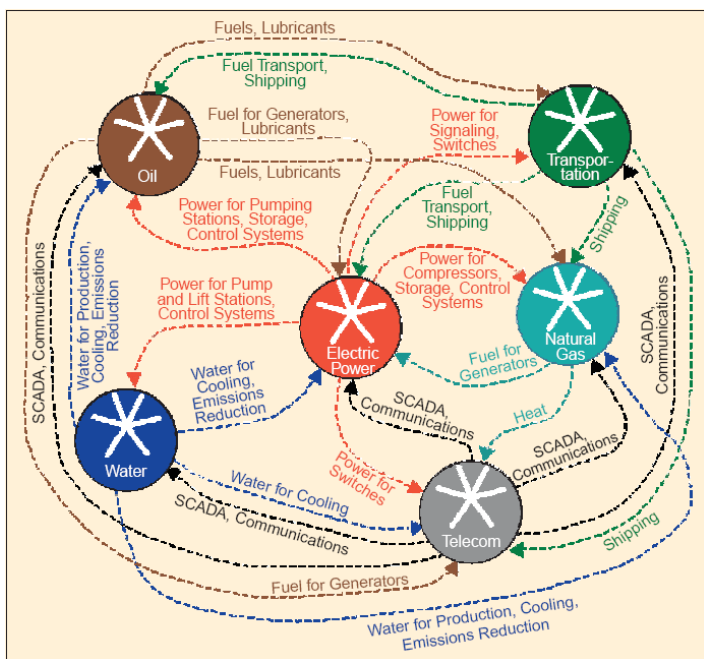 Fuels, Lubricants
Fuel Transport,
Shipping
Fuel for Generators,
Lubricants
Power for
Signaling,
Switches
Oil
Transpor-
tation
Fuels, Lubricants
Fuel
Transport,
Shipping
Shipping
Power for Pumping
Stations, Storage,
Control Systems
Power for
Compressors,
Storage, Control
Systems
Water for Production,
Cooling, Emissions
Reduction
SCADA, Communications
Power for Pump
and Lift Stations,
Control Systems
Electric
Power
Natural
Gas
SCADA,
Communications
Water for
Cooling,
Emissions
Reduction
Fuel for
Generators
SCADA,
Communications
Heat
SCADA,
Communications
Water
Water for Cooling
Power for
Switches
SCADA, Communications
Telecom
Shipping
Fuel for Generators
Water for Production, Cooling,
Emissions Reduction